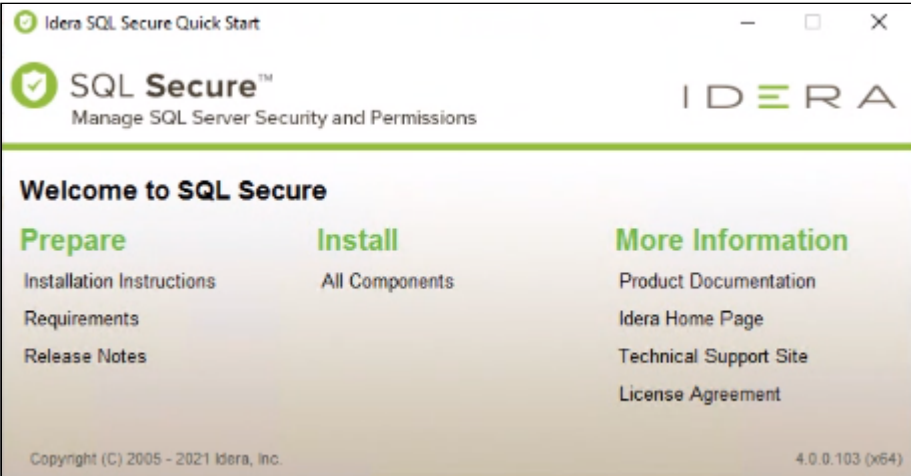 Idera SQL Secure Quick Start
SQL Secure™
Manage SQL Server Security and Permissions
IDERA
Welcome to SQL Secure
Prepare
Installation Instructions
Requirements
Release Notes
Install
All Components
More Information
Product Documentation
Idera Home Page
Technical Support Site
License Agreement
Copyright (C) 2005 - 2021 Idera, Inc.
4.0.0.103 (x64)